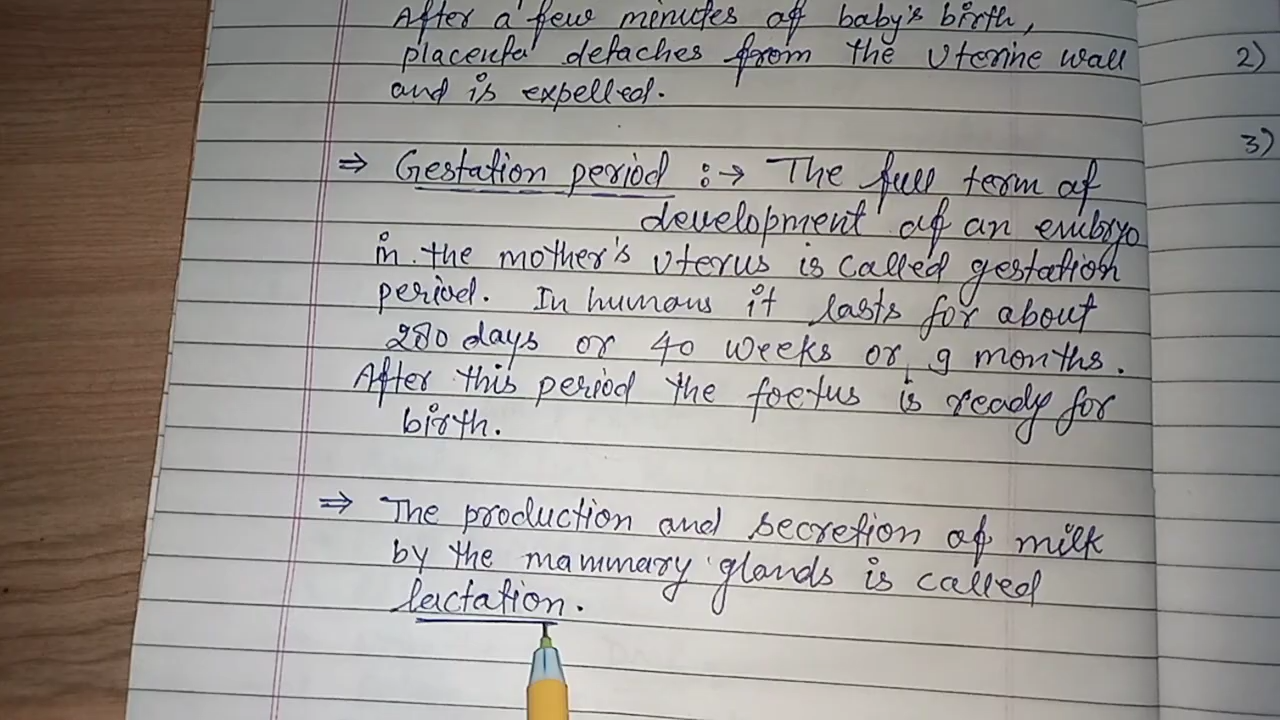 After a few minutes of baby's birth,
placenta detaches from the Uterine wall
and is expelled.
⇒ Gestation period :→ The full term of
development of an embryo
in the mother's uterus is called gestation
period. In humans it lasts for about
280 days or 40 weeks or 9 months.
After this period the foetus is ready for
birth.
⇒ The production and secretion of milk
by the mammary glands is called
lactation.
2)
3)